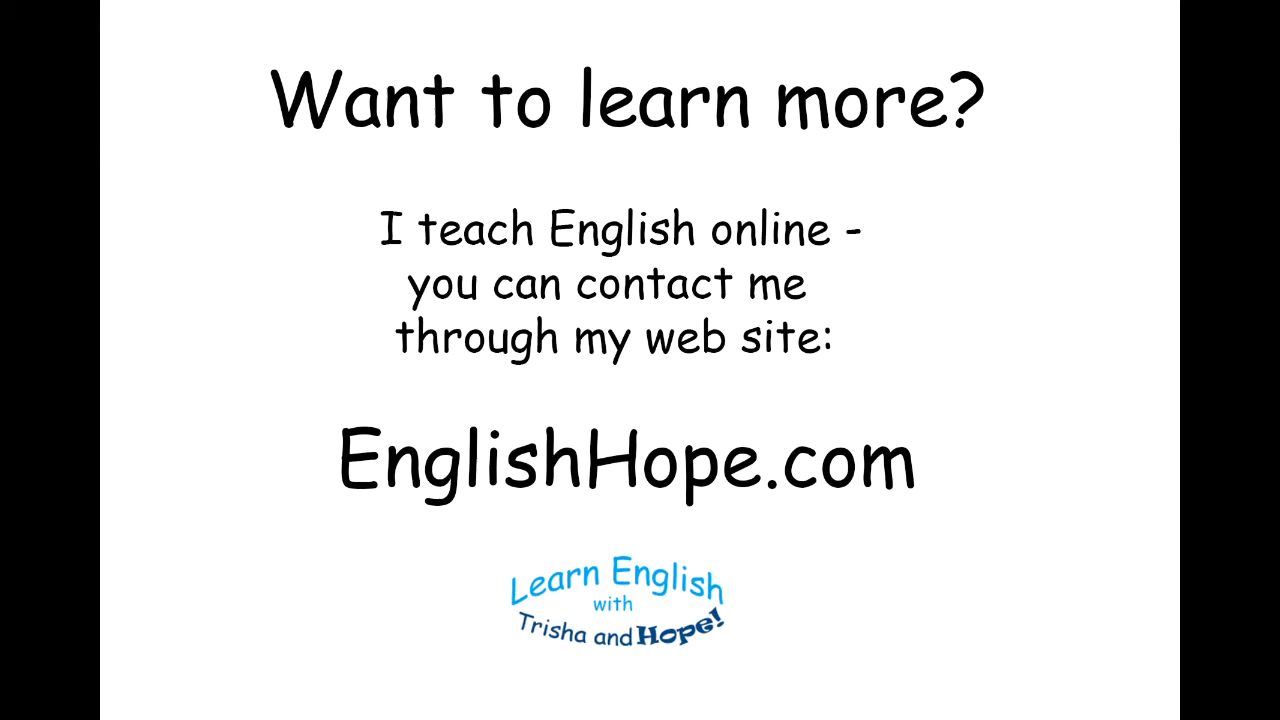 Want to learn more?
I teach English online -
you can contact me
through my web site:
EnglishHope.com
Learn English
with
Trisha and Hope!